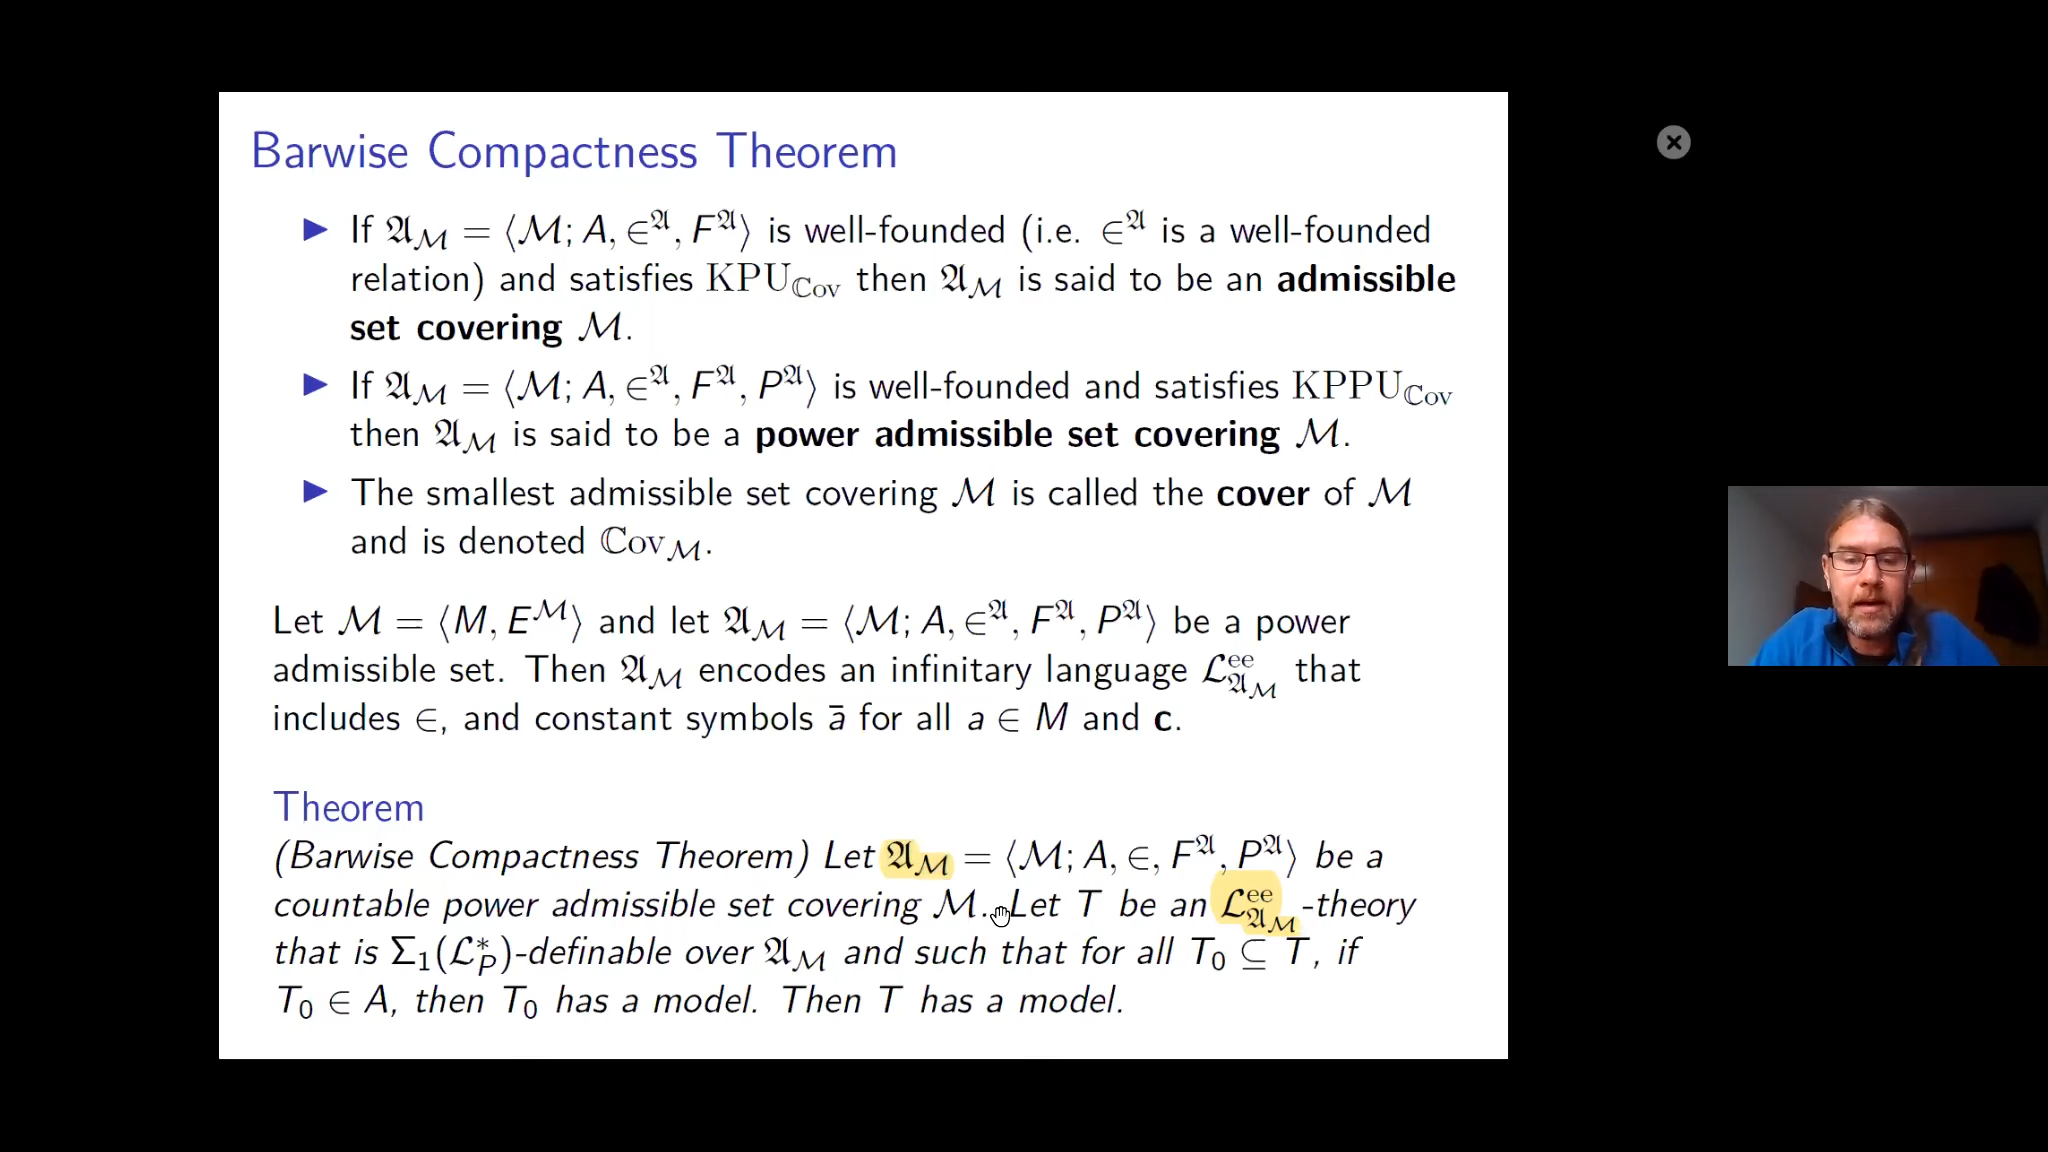 Barwise Compactness Theorem
▶ If 𝔄_ℳ = ⟨ℳ; A, ∈^𝔄, F^𝔄⟩ is well-founded (i.e. ∈^𝔄 is a well-founded
relation) and satisfies KPU_ℂov then 𝔄_ℳ is said to be an admissible
set covering ℳ.
▶ If 𝔄_ℳ = ⟨ℳ; A, ∈^𝔄, F^𝔄, P^𝔄⟩ is well-founded and satisfies KPPU_ℂov
then 𝔄_ℳ is said to be a power admissible set covering ℳ.
▶ The smallest admissible set covering ℳ is called the cover of ℳ
and is denoted ℂov_ℳ.
Let ℳ = ⟨M, E^ℳ⟩ and let 𝔄_ℳ = ⟨ℳ; A, ∈^𝔄, F^𝔄, P^𝔄⟩ be a power
admissible set. Then 𝔄_ℳ encodes an infinitary language ℒ^ee_𝔄_ℳ that
includes ∈, and constant symbols ā for all a ∈ M and c.
Theorem
(Barwise Compactness Theorem) Let 𝔄_ℳ = ⟨ℳ; A, ∈, F^𝔄, P^𝔄⟩ be a
countable power admissible set covering ℳ. Let T be an ℒ^ee_𝔄_ℳ-theory
that is Σ₁(ℒ*_P)-definable over 𝔄_ℳ and such that for all T₀ ⊆ T, if
T₀ ∈ A, then T₀ has a model. Then T has a model.